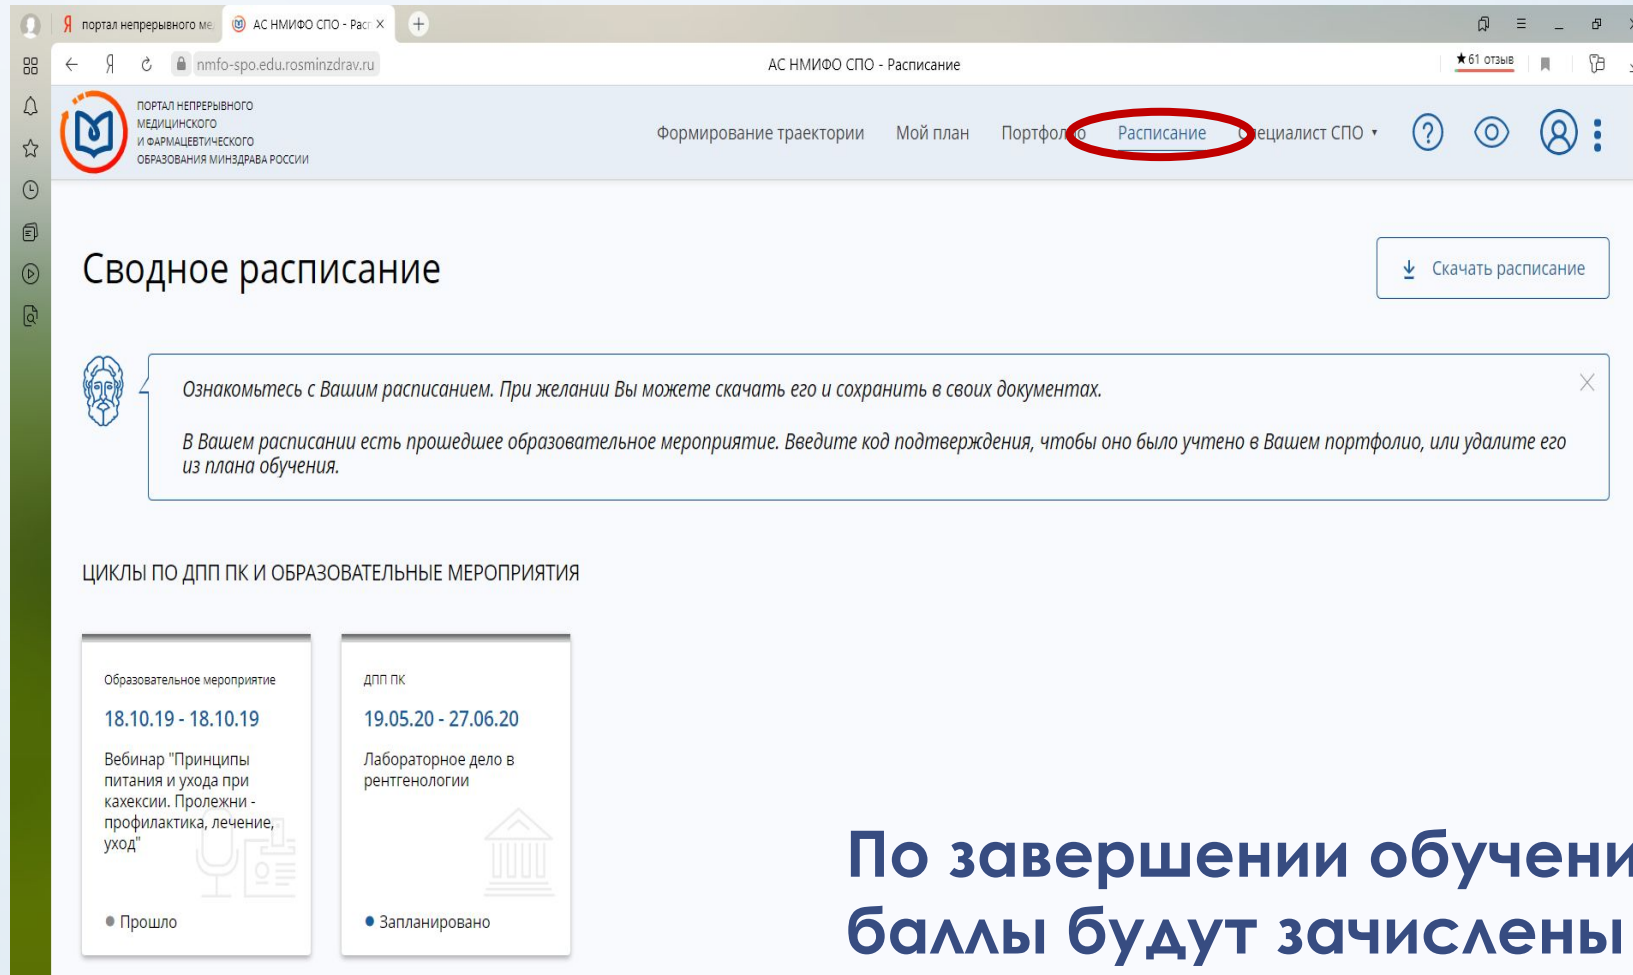 портал непрерывного ме
АС НМИФО СПО - Расп
nmfo-spo.edu.rosminzdrav.ru
АС НМИФО СПО - Расписание
★61 отзыв
ПОРТАЛ НЕПРЕРЫВНОГО
МЕДИЦИНСКОГО
И ФАРМАЦЕВТИЧЕСКОГО
ОБРАЗОВАНИЯ МИНЗДРАВА РОССИИ
Формирование траектории Мой план Портфолио Расписание Специалист СПО
Сводное расписание
Скачать расписание
Ознакомьтесь с Вашим расписанием. При желании Вы можете скачать его и сохранить в своих документах.
В Вашем расписании есть прошедшее образовательное мероприятие. Введите код подтверждения, чтобы оно было учтено в Вашем портфолио, или удалите его
из плана обучения.
ЦИКЛЫ ПО ДПП ПК И ОБРАЗОВАТЕЛЬНЫЕ МЕРОПРИЯТИЯ
Образовательное мероприятие
18.10.19 - 18.10.19
Вебинар "Принципы
питания и ухода при
кахексии. Пролежни -
профилактика, лечение,
уход"
• Прошло
ДПП ПК
19.05.20 - 27.06.20
Лабораторное дело в
рентгенологии
• Запланировано
По завершении обучени
баллы будут зачислены